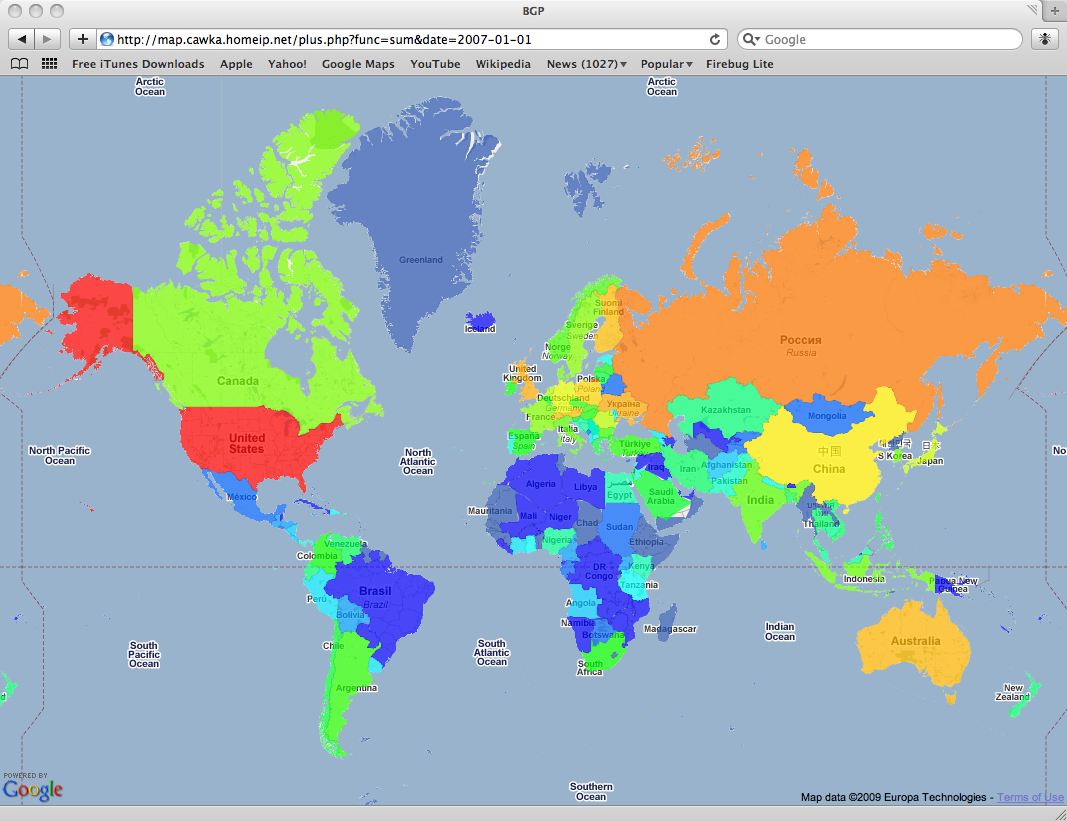 BGP
http://map.cawka.homeip.net/plus.php?func=sum&date=2007-01-01
Google
Free iTunes Downloads Apple Yahoo! Google Maps YouTube Wikipedia News (1027) Popular Firebug Lite
Arctic
Ocean
Arctic
Ocean
Greenland
Iceland
Suomi
Finland
Sverige
Sweden
Norge
Norway
Россия
Russia
Canada
United
Kingdom
Polska
Poland
Deutschland
Germany
Україна
Ukraine
France
Italia
Italy
España
Spain
Türkiye
Turkey
Kazakhstan
Mongolia
United
States
North Pacific
Ocean
North
Atlantic
Ocean
中国
China
S Korea
日本
Japan
No
México
Algeria
Libya
Egypt
Iraq
Iran
Afghanistan
Pakistan
Saudi
Arabia
India
Mauritania
Mali
Niger
Chad
Sudan
Nigeria
Ethiopia
Thailand
Venezuela
Colombia
DR
Congo
Kenya
Tanzania
Indonesia
Papua New
Guinea
Perú
Brasil
Brazil
Bolivia
Angola
Namibia
Botswana
Madagascar
Chile
Argentina
South
Africa
Australia
South
Pacific
Ocean
South
Atlantic
Ocean
Indian
Ocean
New
Zealand
d
Southern
Ocean
POWERED BY
Google
Map data ©2009 Europa Technologies - Terms of Use